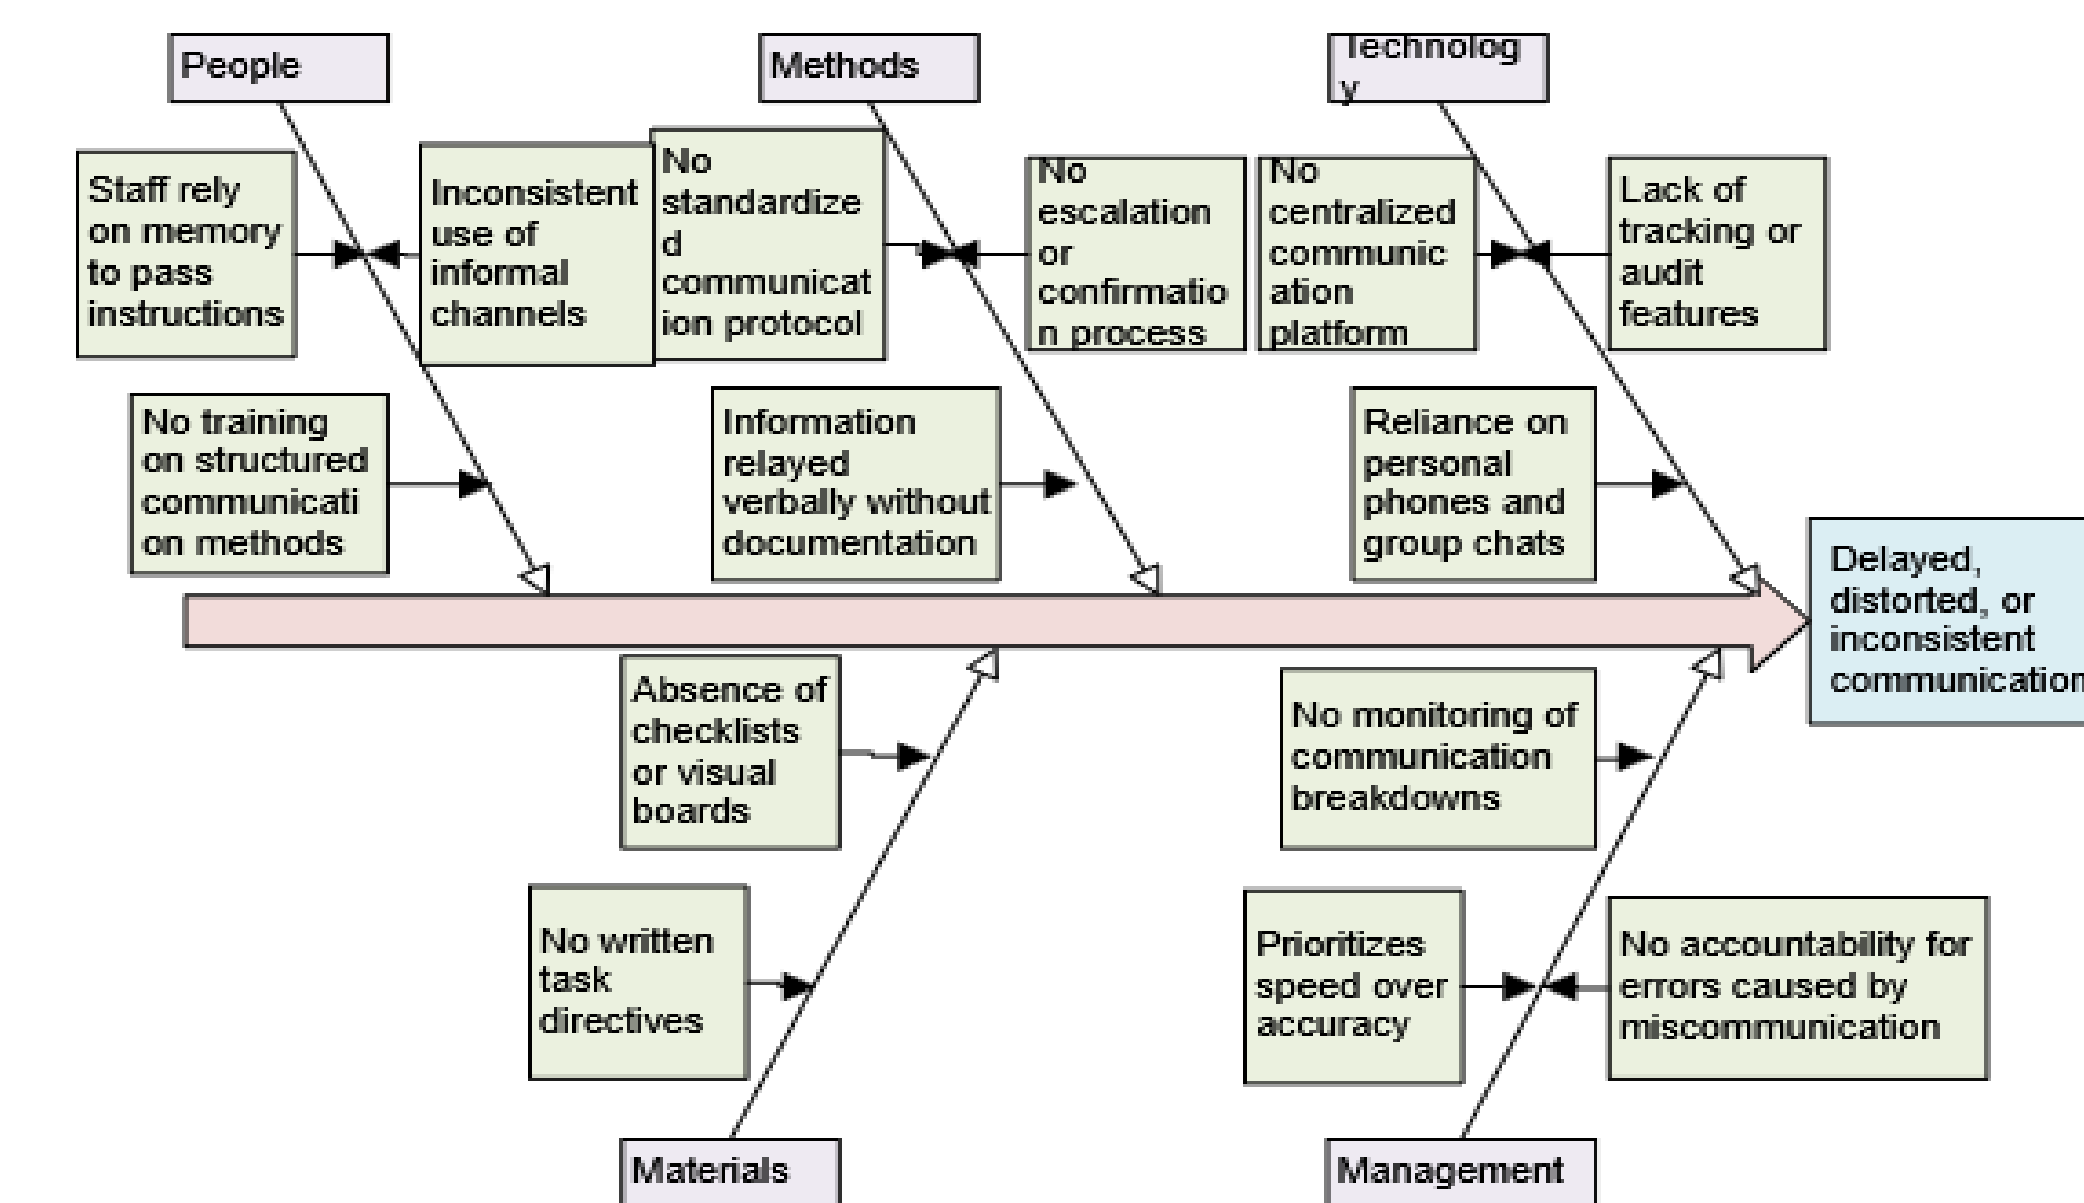 People
Methods
Technolog
y
Staff rely
on memory
to pass
instructions
Inconsistent
use of
informal
channels
No
standardize
d
communicat
ion protocol
No
escalation
or
confirmatio
n process
No
centralized
communic
ation
platform
Lack of
tracking or
audit
features
No training
on structured
communicati
on methods
Information
relayed
verbally without
documentation
Reliance on
personal
phones and
group chats
Delayed,
distorted, or
inconsistent
communication
Absence of
checklists
or visual
boards
No monitoring of
communication
breakdowns
No written
task
directives
Prioritizes
speed over
accuracy
No accountability for
errors caused by
miscommunication
Materials
Management